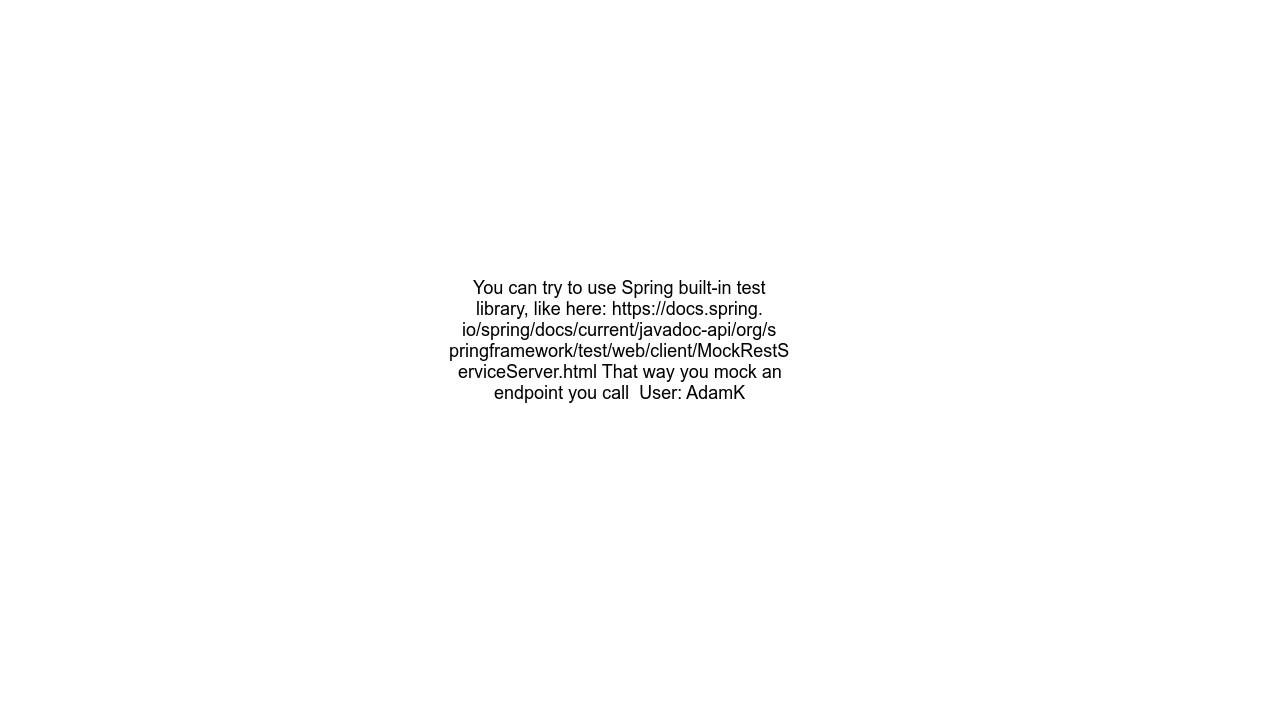 You can try to use Spring built-in test
library, like here: https://docs.spring.
io/spring/docs/current/javadoc-api/org/s
pringframework/test/web/client/MockRestS
erviceServer.html That way you mock an
endpoint you call  User: AdamK